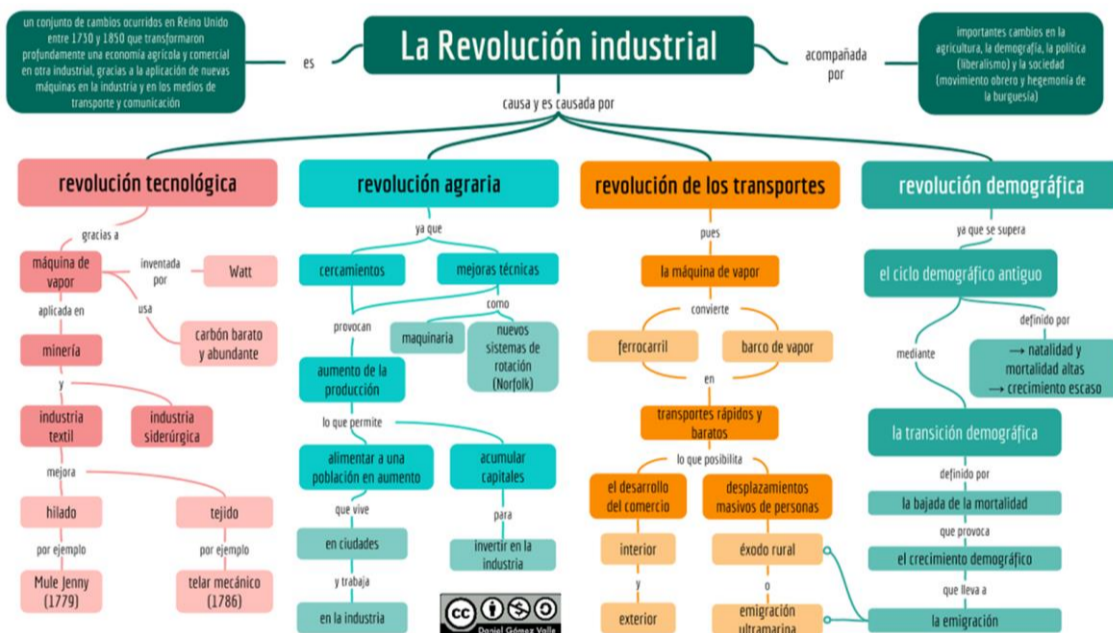 un conjunto de cambios ocurridos en Reino Unido
entre 1730 y 1850 que transformaron
profundamente una economía agrícola y comercial
en otra industrial, gracias a la aplicación de nuevas
máquinas en la industria y en los medios de
transporte y comunicación
es
La Revolución industrial
acompañada
por
importantes cambios en la
agricultura, la demografía, la política
(liberalismo) y la sociedad
(movimiento obrero y hegemonía de
la burguesía)
causa y es causada por
revolución tecnológica
gracias a
máquina de
vapor
inventada
por
Watt
usa
carbón barato
y abundante
aplicada en
minería
y
industria
textil
industria
siderúrgica
mejora
hilado
tejido
por ejemplo
por ejemplo
Mule Jenny
(1779)
telar mecánico
(1786)
revolución agraria
ya que
cercamientos
mejoras técnicas
como
maquinaria
nuevos
sistemas de
rotación
(Norfolk)
provocan
aumento de la
producción
lo que permite
alimentar a una
población en aumento
acumular
capitales
que vive
para
en ciudades
invertir en la
industria
y trabaja
en la industria
cc
Daniel Gómez Valle
revolución de los transportes
pues
la máquina de vapor
convierte
ferrocarril
barco de vapor
en
transportes rápidos y
baratos
lo que posibilita
el desarrollo
del comercio
desplazamientos
masivos de personas
interior
éxodo rural
y
o
exterior
emigración
ultramarina
revolución demográfica
ya que se supera
el ciclo demográfico antiguo
definido por
→ natalidad y
mortalidad altas
→ crecimiento escaso
mediante
la transición demográfica
definido por
la bajada de la mortalidad
que provoca
el crecimiento demográfico
que lleva a
la emigración